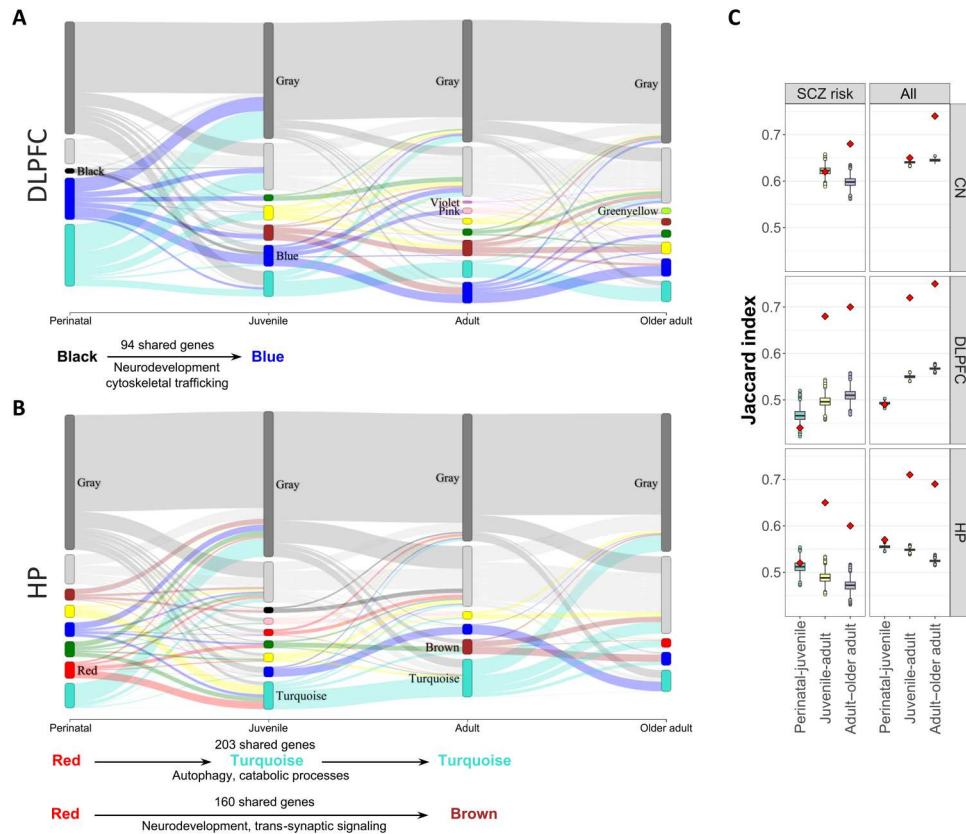 A
DLPFC
Gray
Gray
Gray
Black
Violet
Pink
Greenyellow
Blue
Perinatal
Juvenile
Adult
Older adult
94 shared genes
Black
Blue
Neurodevelopment
cytoskeletal trafficking
B
HP
Gray
Gray
Gray
Gray
Red
Brown
Turquoise
Turquoise
Perinatal
Juvenile
Adult
Older adult
203 shared genes
Red
Turquoise
Turquoise
Autophagy, catabolic processes
160 shared genes
Red
Brown
Neurodevelopment, trans-synaptic signaling
C
SCZ risk
All
Jaccard index
0.7
0.6
0.5
CN
0.7
0.6
0.5
DLPFC
0.7
0.6
0.5
HP
Perinatal-juvenile
Juvenile-adult
Adult–older adult
Perinatal-juvenile
Juvenile-adult
Adult–older adult